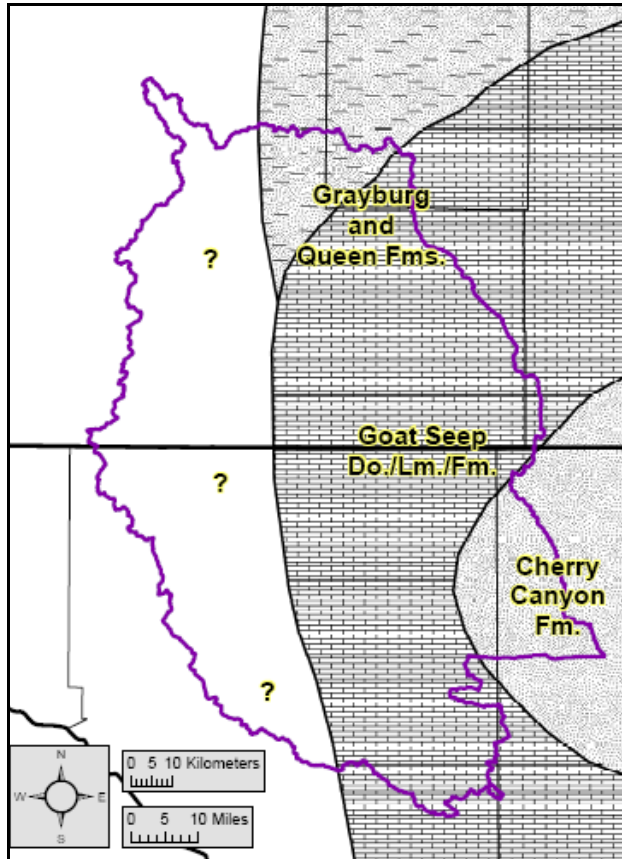 Grayburg
and
Queen Fms.
?
Goat Seep
Do./Lm./Fm.
?
Cherry
Canyon
Fm.
?
N
W E
S
0 5 10 Kilometers
0 5 10 Miles